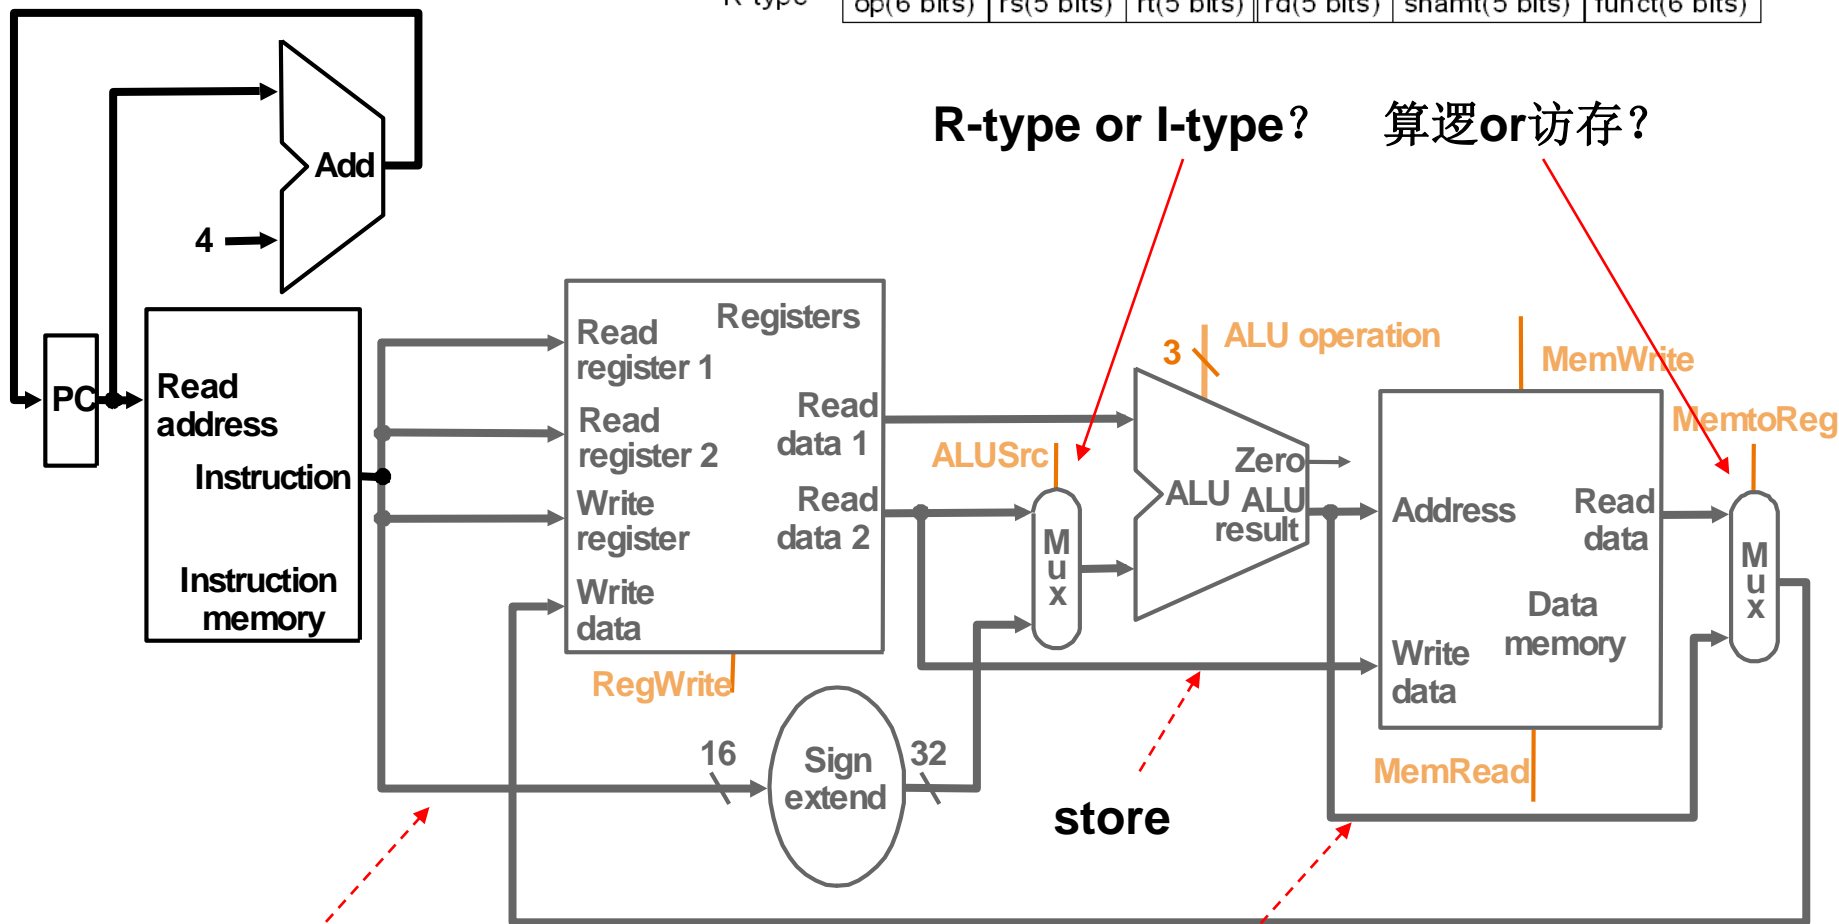 R-type op(6 bits) rs(5 bits) rt(5 bits) rd(5 bits) shamt(5 bits) funct(6 bits)
R-type or I-type？
算逻or访存？
Add
4
PC
Read
address
Instruction
Instruction
memory
Registers
Read
register 1
Read
register 2
Write
register
Write
data
Read
data 1
Read
data 2
RegWrite
16
Sign
extend
32
ALUSrc
M
u
x
3
ALU operation
Zero
ALU
ALU
result
MemWrite
Address
Read
data
Data
memory
Write
data
MemRead
MemtoReg
M
u
x
store